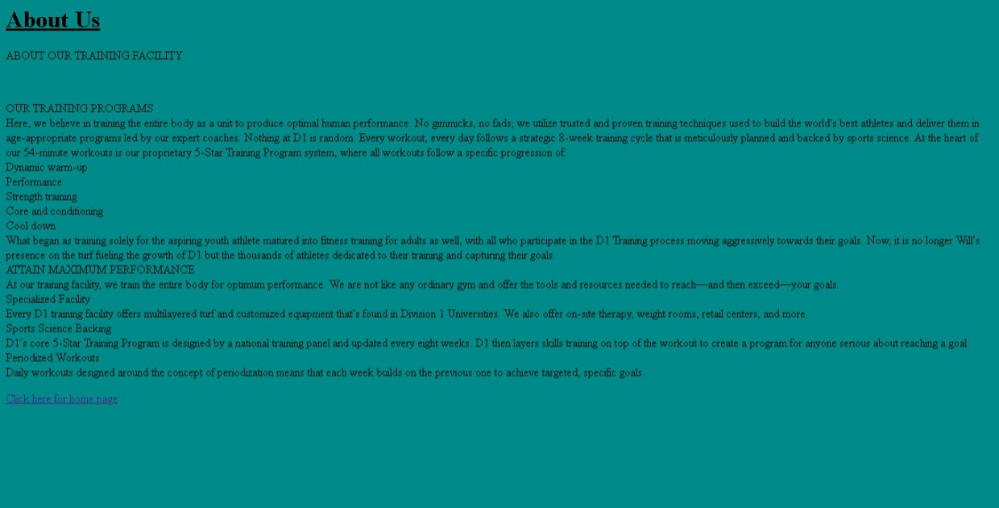 About Us
ABOUT OUR TRAINING FACILITY
OUR TRAINING PROGRAMS
Here, we believe in training the entire body as a unit to produce optimal human performance. No gimmicks, no fads; we utilize trusted and proven training techniques used to build the world's best athletes and deliver them in
age-appropriate programs led by our expert coaches. Nothing at D1 is random. Every workout, every day follows a strategic 8-week training cycle that is meticulously planned and backed by sports science. At the heart of
our 54-minute workouts is our proprietary 5-Star Training Program system, where all workouts follow a specific progression of:
Dynamic warm-up
Performance
Strength training
Core and conditioning
Cool down
What began as training solely for the aspiring youth athlete matured into fitness training for adults as well, with all who participate in the D1 Training process moving aggressively towards their goals. Now, it is no longer Will's
presence on the turf fueling the growth of D1 but the thousands of athletes dedicated to their training and capturing their goals.
ATTAIN MAXIMUM PERFORMANCE
At our training facility, we train the entire body for optimum performance. We are not like any ordinary gym and offer the tools and resources needed to reach—and then exceed—your goals.
Specialized Facility
Every D1 training facility offers multilayered turf and customized equipment that's found in Division 1 Universities. We also offer on-site therapy, weight rooms, retail centers, and more.
Sports Science Backing
D1's core 5-Star Training Program is designed by a national training panel and updated every eight weeks. D1 then layers skills training on top of the workout to create a program for anyone serious about reaching a goal.
Periodized Workouts
Daily workouts designed around the concept of periodization means that each week builds on the previous one to achieve targeted, specific goals.
Click here for home page